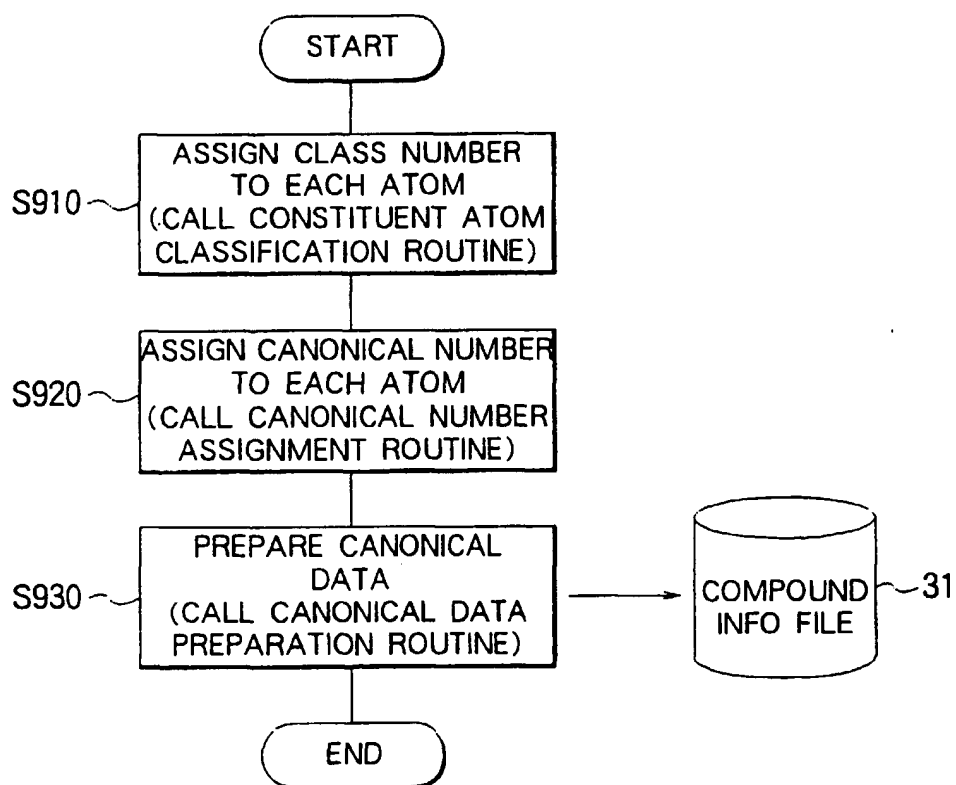 START
S910
ASSIGN CLASS NUMBER
TO EACH ATOM
(CALL CONSTITUENT ATOM
CLASSIFICATION ROUTINE)
S920
ASSIGN CANONICAL NUMBER
TO EACH ATOM
(CALL CANONICAL NUMBER
ASSIGNMENT ROUTINE)
S930
PREPARE CANONICAL
DATA
(CALL CANONICAL DATA
PREPARATION ROUTINE)
COMPOUND
INFO FILE
31
END